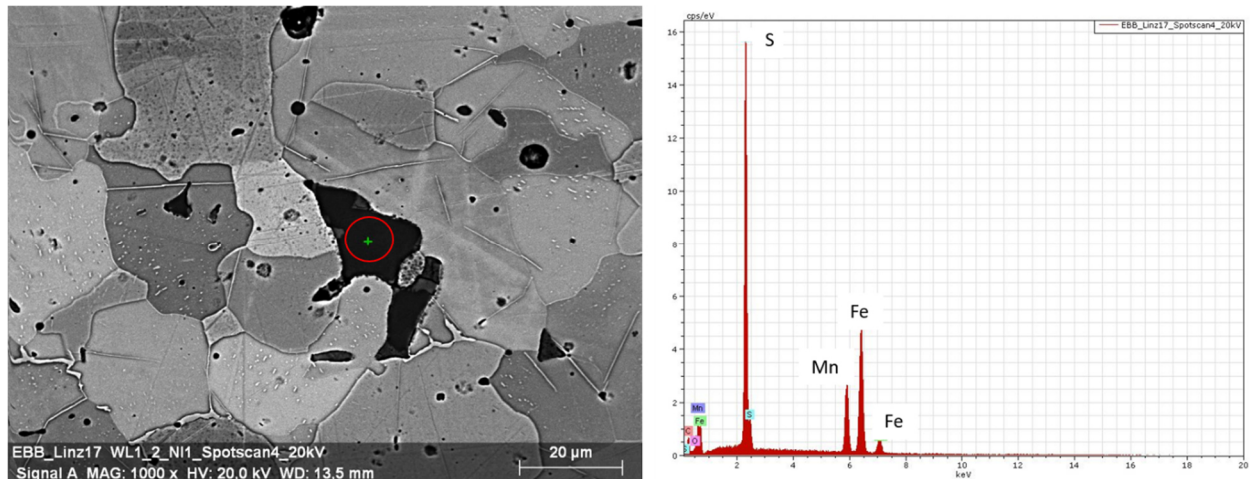 EBB_Linz17 WL1_2_NI1_Spotscan4_20kV
Signal A MAG: 1000 x HV: 20.0 kV WD: 13.5 mm
20 µm
cps/eV
EBB_Linz17_Spotscan4_20kV
16
14
12
10
8
6
4
2
0
S
Mn
Fe
Fe
Mn
Fe
S
C
O
2
4
6
8
10
12
14
16
18
20
keV